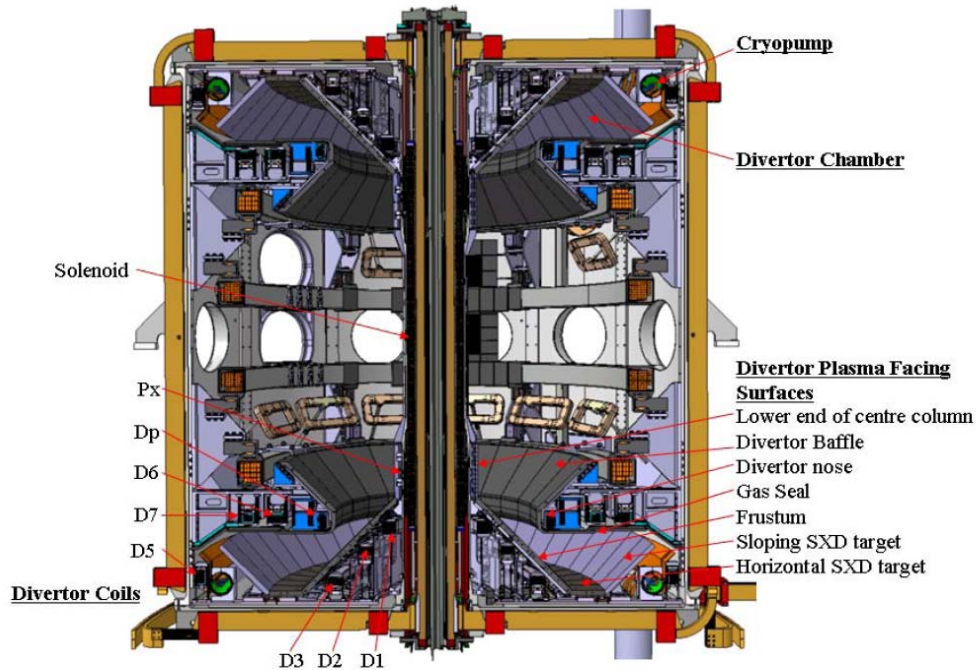 Cryopump
Divertor Chamber
Solenoid
Px
Dp
D6
D7
D5
Divertor Coils
D3 D2 D1
Divertor Plasma Facing
Surfaces
Lower end of centre column
Divertor Baffle
Divertor nose
Gas Seal
Frustum
Sloping SXD target
Horizontal SXD target